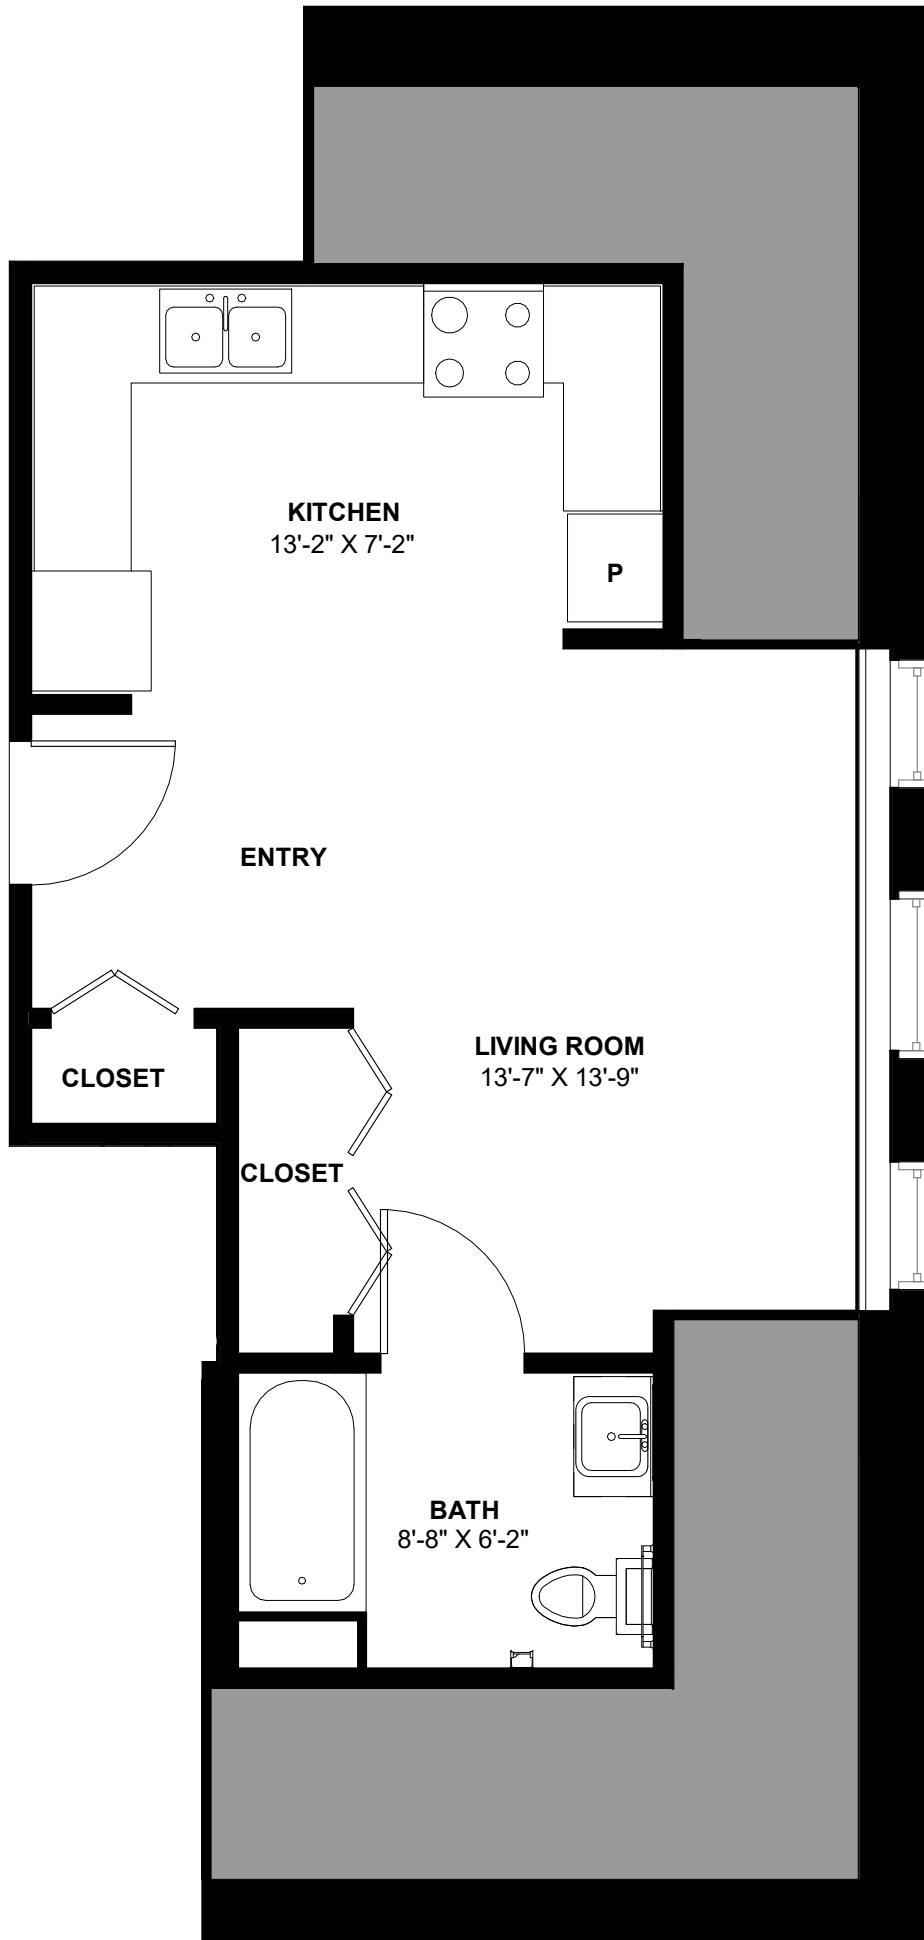 KITCHEN
13'-2" X 7'-2"
P
ENTRY
LIVING ROOM
13'-7" X 13'-9"
CLOSET
CLOSET
BATH
8'-8" X 6'-2"